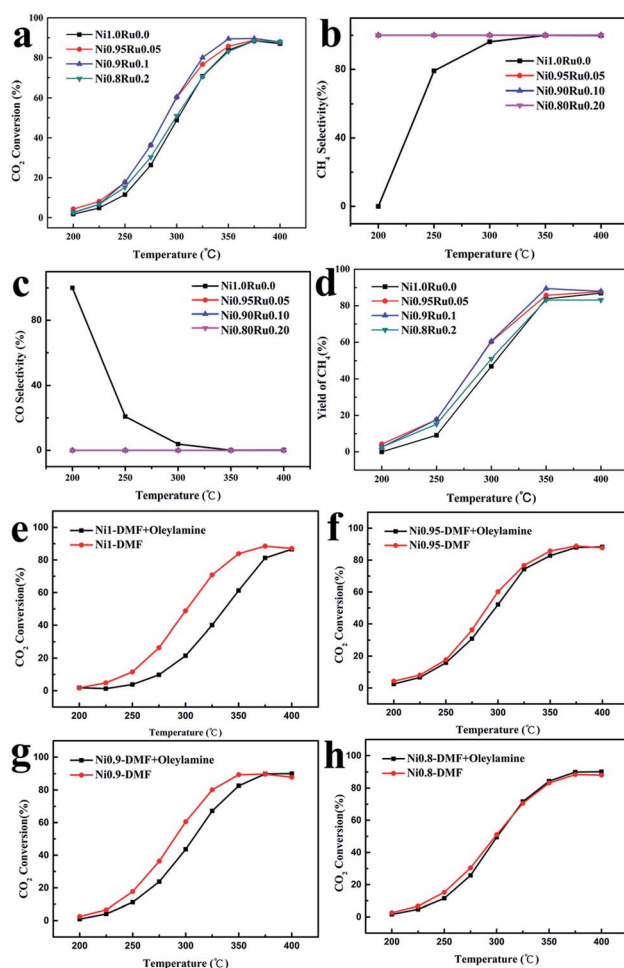 a
Ni1.0Ru0.0
Ni0.95Ru0.05
Ni0.9Ru0.1
Ni0.8Ru0.2
CO2 Conversion (%)
100
80
60
40
20
0
200 250 300 350 400
Temperature (℃)
b
Ni1.0Ru0.0
Ni0.95Ru0.05
Ni0.90Ru0.10
Ni0.80Ru0.20
CH4 Selectivity(%)
80
40
0
200 250 300 350 400
Temperature (℃)
c
Ni1.0Ru0.0
Ni0.95Ru0.05
Ni0.90Ru0.10
Ni0.80Ru0.20
CO Selectivity(%)
80
40
0
200 250 300 350 400
Temperature (℃)
d
Ni1.0Ru0.0
Ni0.95Ru0.05
Ni0.9Ru0.1
Ni0.8Ru0.2
Yield of CH4(%)
100
80
60
40
20
0
200 250 300 350 400
Temperature (℃)
e
Ni1-DMF+Oleylamine
Ni1-DMF
CO2 Conversion(%)
100
80
60
40
20
0
200 250 300 350 400
Temperature (℃)
f
Ni0.95-DMF+Oleylamine
Ni0.95-DMF
CO2 Conversion(%)
100
80
60
40
20
0
200 250 300 350 400
Temperature (℃)
g
Ni0.9-DMF+Oleylamine
Ni0.9-DMF
CO2 Conversion(%)
100
80
60
40
20
0
200 250 300 350 400
Temperature (℃)
h
Ni0.8-DMF+Oleylamine
Ni0.8-DMF
CO2 Conversion(%)
100
80
60
40
20
0
200 250 300 350 400
Temperature (℃)